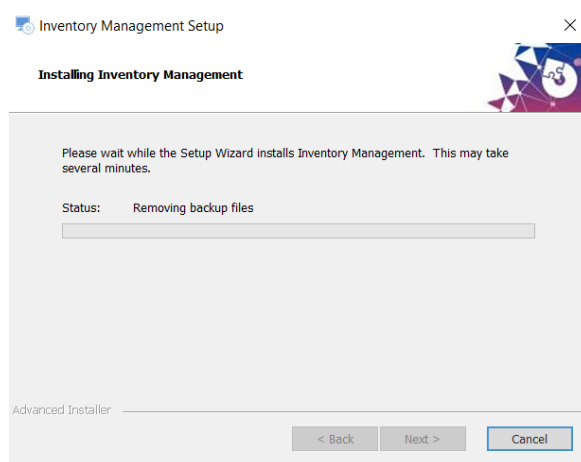 Inventory Management Setup
Installing Inventory Management
Please wait while the Setup Wizard installs Inventory Management. This may take
several minutes.
Status: Removing backup files
Advanced Installer
< Back Next > Cancel